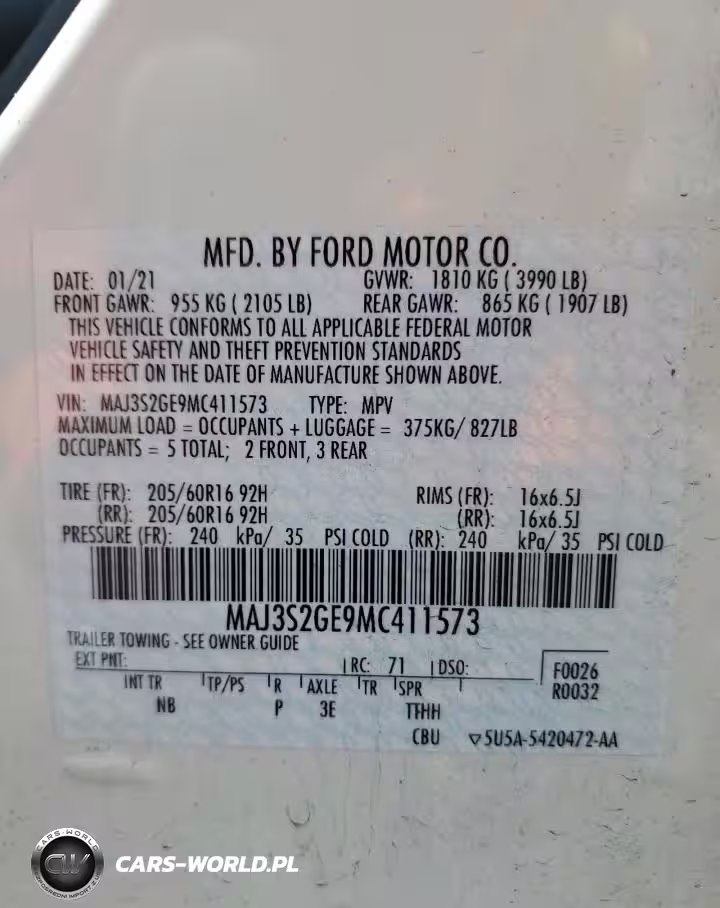 MFD. BY FORD MOTOR CO.
DATE: 01/21 GVWR: 1810 KG ( 3990 LB)
FRONT GAWR: 955 KG ( 2105 LB) REAR GAWR: 865 KG ( 1907 LB)
THIS VEHICLE CONFORMS TO ALL APPLICABLE FEDERAL MOTOR
VEHICLE SAFETY AND THEFT PREVENTION STANDARDS
IN EFFECT ON THE DATE OF MANUFACTURE SHOWN ABOVE.
VIN: MAJ3S2GE9MC411573 TYPE: MPV
MAXIMUM LOAD = OCCUPANTS + LUGGAGE = 375KG/ 827LB
OCCUPANTS = 5 TOTAL; 2 FRONT, 3 REAR
TIRE (FR): 205/60R16 92H RIMS (FR): 16x6.5J
(RR): 205/60R16 92H (RR): 16x6.5J
PRESSURE (FR): 240 kPa/ 35 PSI COLD (RR): 240 kPa/ 35 PSI COLD
MAJ3S2GE9MC411573
TRAILER TOWING - SEE OWNER GUIDE
EXT PNT: RC: 71 DSO: F0026
R0032
INT TR TP/PS R AXLE TR SPR
NB P 3E TTHH
CBU 5U5A-5420472-AA
CARS-WORLD
CW
CARS-WORLD.PL